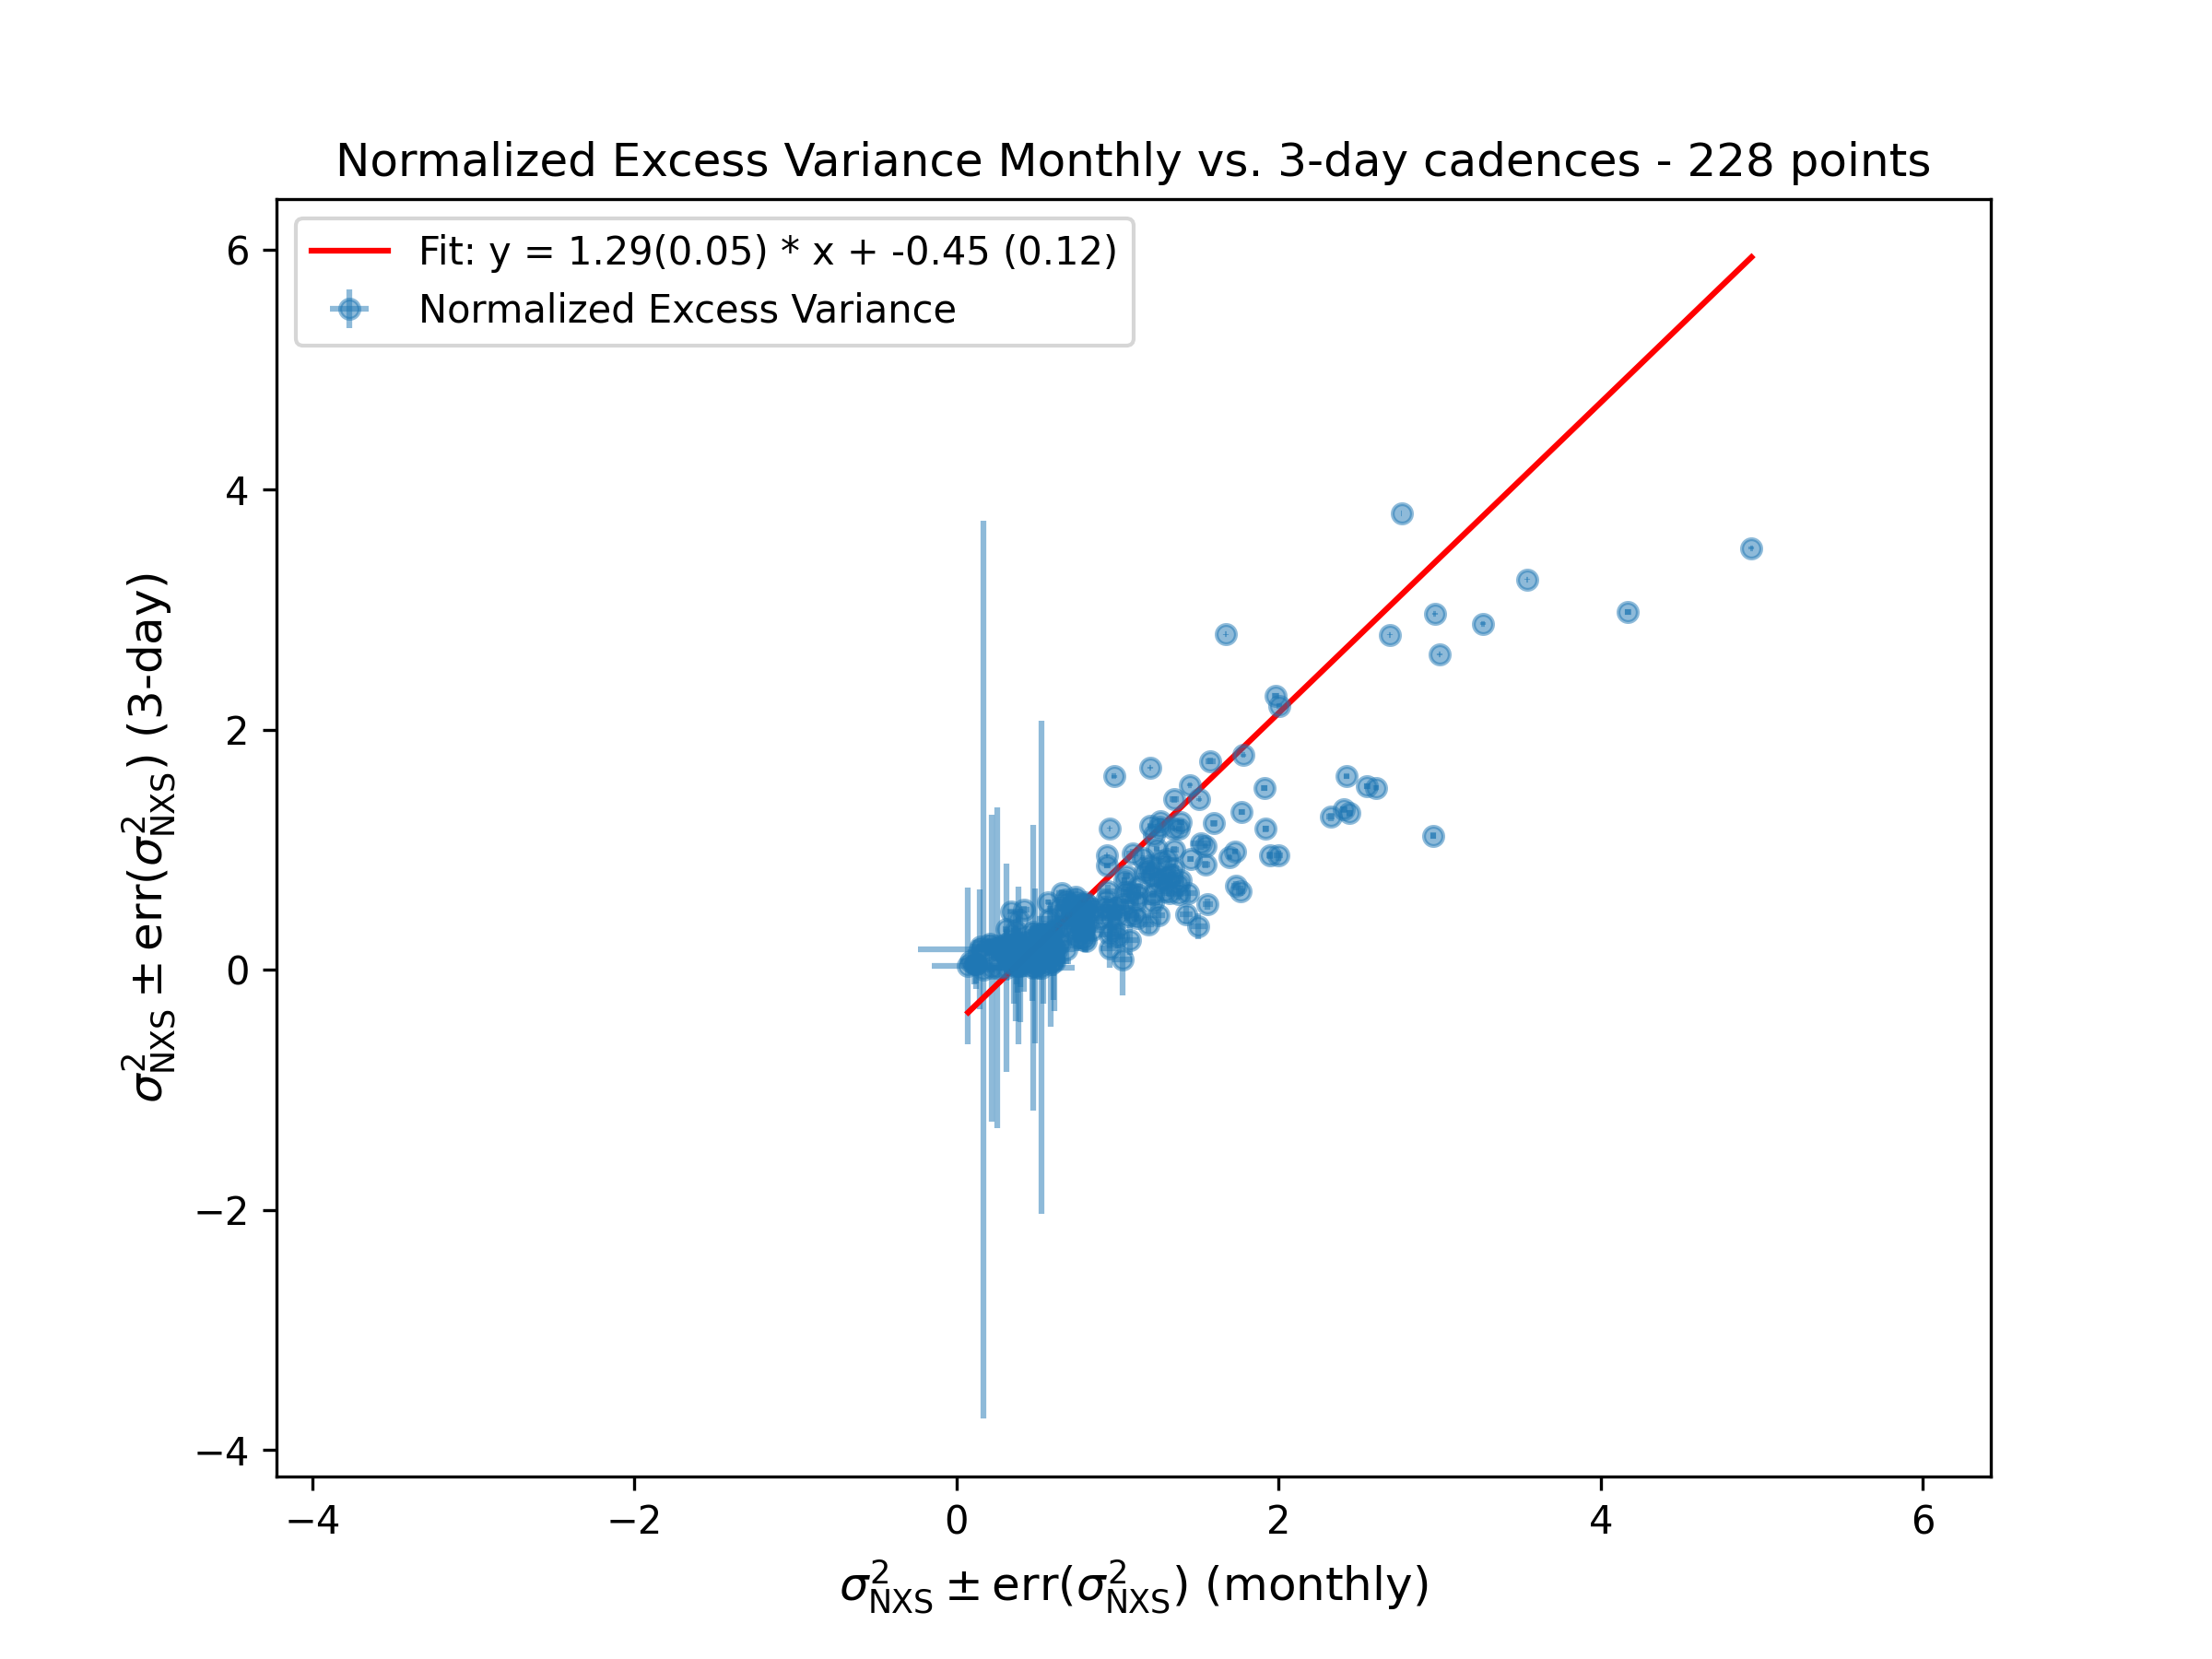 Normalized Excess Variance Monthly vs. 3-day cadences - 228 points
Fit: y = 1.29(0.05) * x + -0.45 (0.12)
Normalized Excess Variance
6
4
2
0
−2
−4
σ²NXS ± err(σ²NXS) (3-day)
−4 −2 0 2 4 6
σ²NXS ± err(σ²NXS) (monthly)